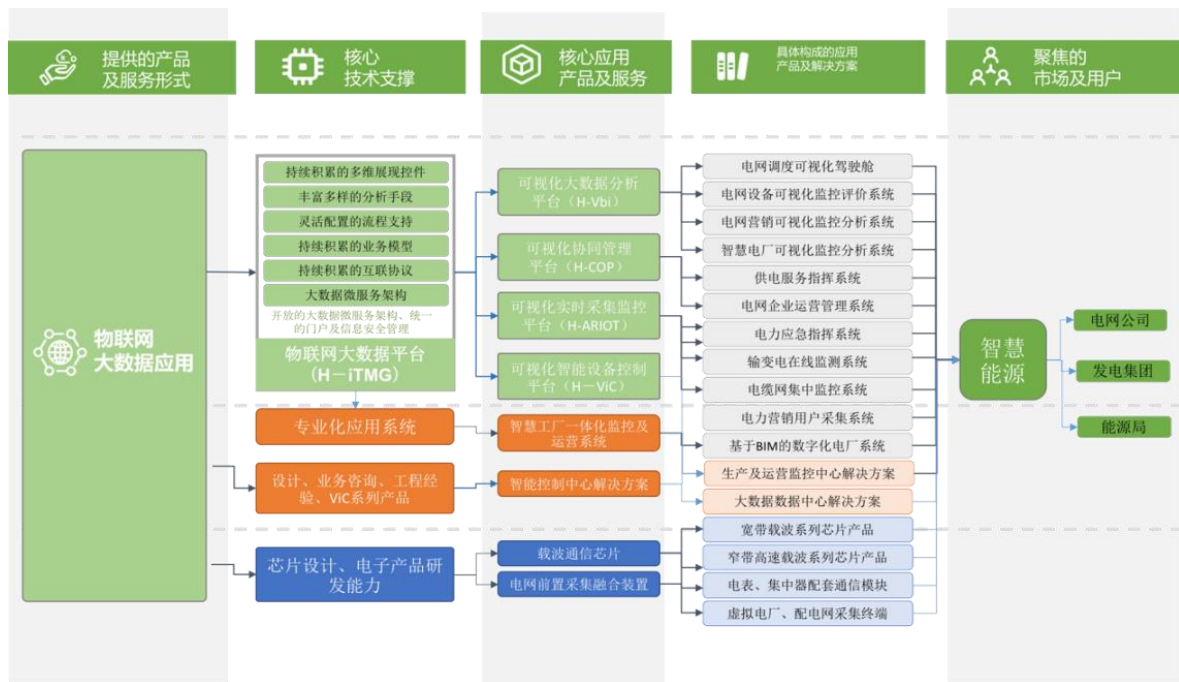 提供的产品
及服务形式
核心
技术支撑
核心应用
产品及服务
具体构成的应用
产品及解决方案
聚焦的
市场及用户
物联网
大数据应用
持续积累的多维展现控件
丰富多样的分析手段
灵活配置的流程支持
持续积累的业务模型
持续积累的互联协议
大数据微服务架构
开放的大数据微服务架构、统一
的门户及信息安全管理
物联网大数据平台
（H－iTMG）
专业化应用系统
设计、业务咨询、工程经
验、ViC系列产品
芯片设计、电子产品研
发能力
可视化大数据分析
平台（H-Vbi）
可视化协同管理
平台（H-COP）
可视化实时采集监控
平台（H-ARIOT）
可视化智能设备控制
平台（H－ViC）
智慧工厂一体化监控及
运营系统
智能控制中心解决方案
载波通信芯片
电网前置采集融合装置
电网调度可视化驾驶舱
电网设备可视化监控评价系统
电网营销可视化监控分析系统
智慧电厂可视化监控分析系统
供电服务指挥系统
电网企业运营管理系统
电力应急指挥系统
输变电在线监测系统
电缆网集中监控系统
电力营销用户采集系统
基于BIM的数字化电厂系统
生产及运营监控中心解决方案
大数据数据中心解决方案
宽带载波系列芯片产品
窄带高速载波系列芯片产品
电表、集中器配套通信模块
虚拟电厂、配电网采集终端
智慧
能源
电网公司
发电集团
能源局